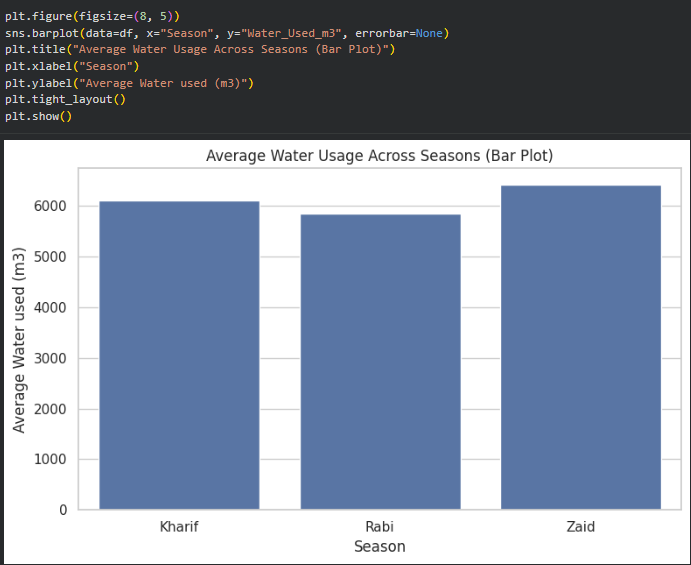 plt.figure(figsize=(8, 5))
sns.barplot(data=df, x="Season", y="Water_Used_m3", errorbar=None)
plt.title("Average Water Usage Across Seasons (Bar Plot)")
plt.xlabel("Season")
plt.ylabel("Average Water used (m3)")
plt.tight_layout()
plt.show()
Average Water Usage Across Seasons (Bar Plot)
Average Water used (m3)
6000
5000
4000
3000
2000
1000
0
Kharif Rabi Zaid
Season